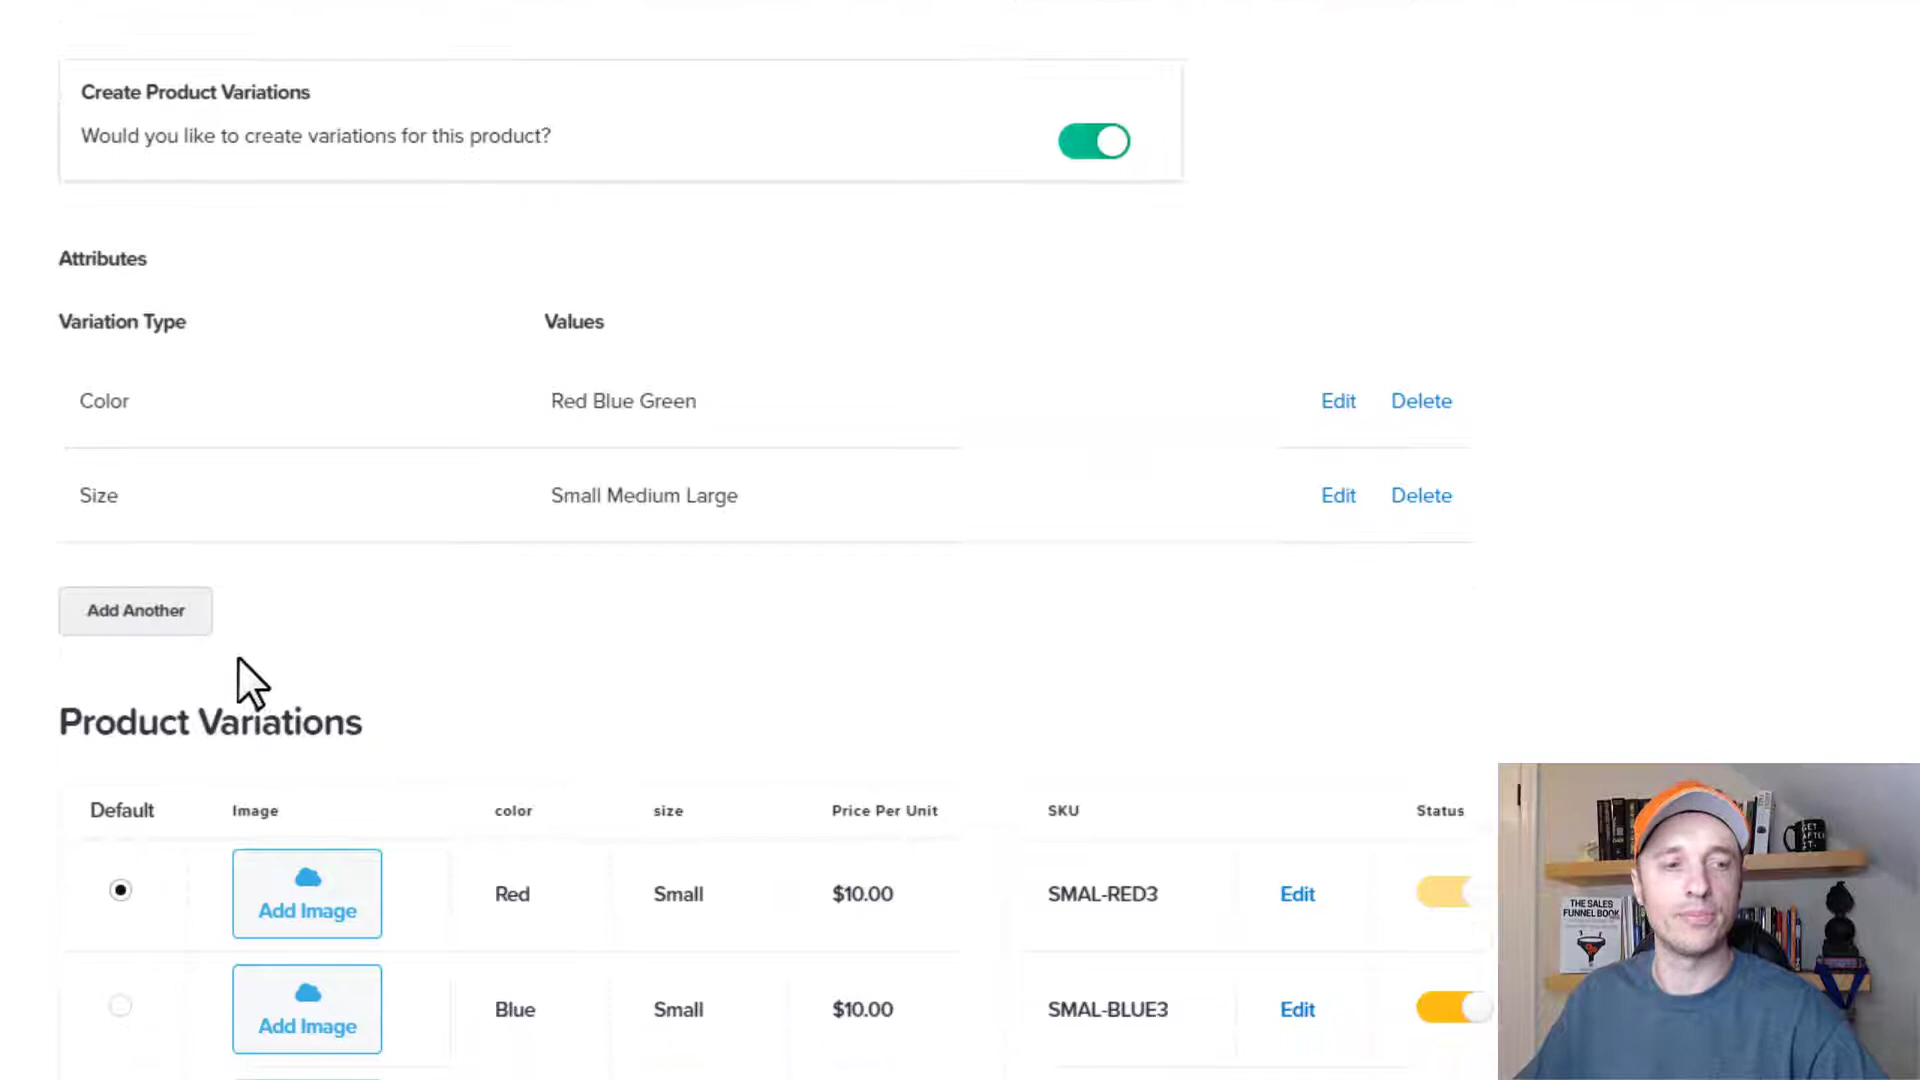 Create Product Variations
Would you like to create variations for this product?
Attributes
Variation Type Values
Color Red Blue Green Edit Delete
Size Small Medium Large Edit Delete
Add Another
Product Variations
Default Image color size Price Per Unit SKU Status
Add Image Red Small $10.00 SMAL-RED3 Edit
Add Image Blue Small $10.00 SMAL-BLUE3 Edit
GET AFTER IT.
THE SALES
FUNNEL BOOK